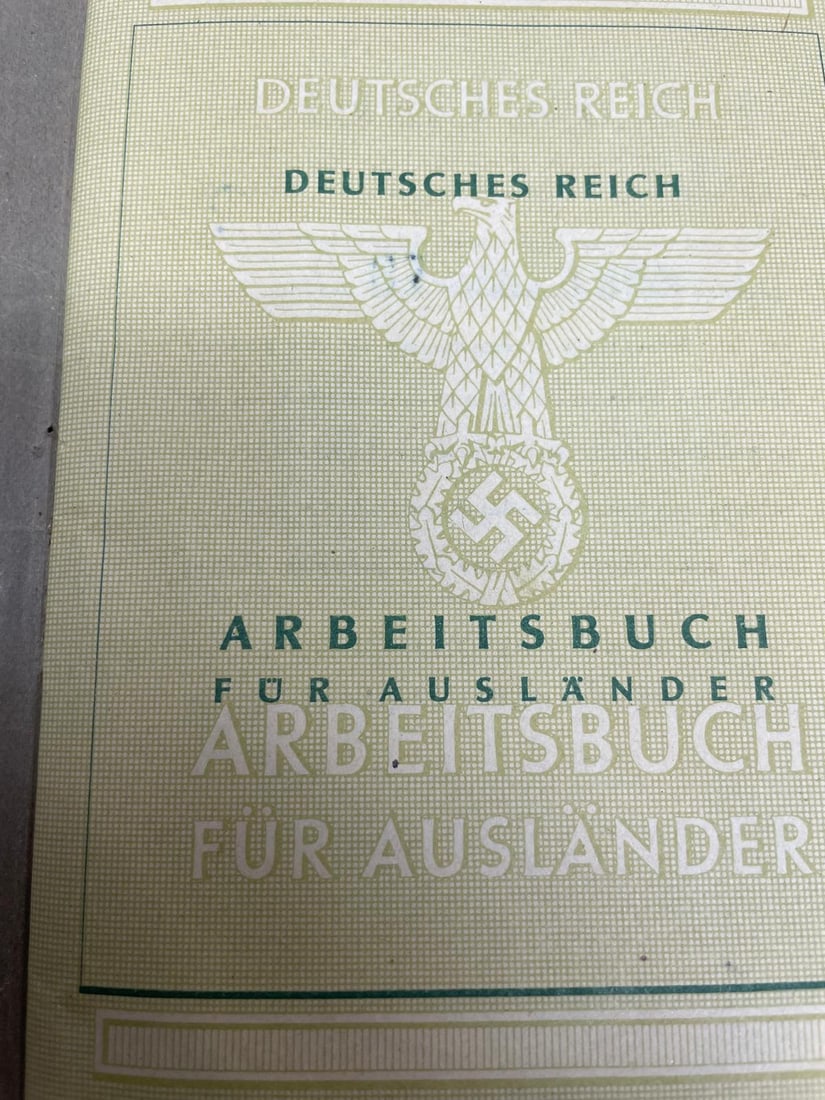 DEUTSCHES REICH
DEUTSCHES REICH
ARBEITSBUCH
FÜR AUSLÄNDER
ARBEITSBUCH
FÜR AUSLÄNDER